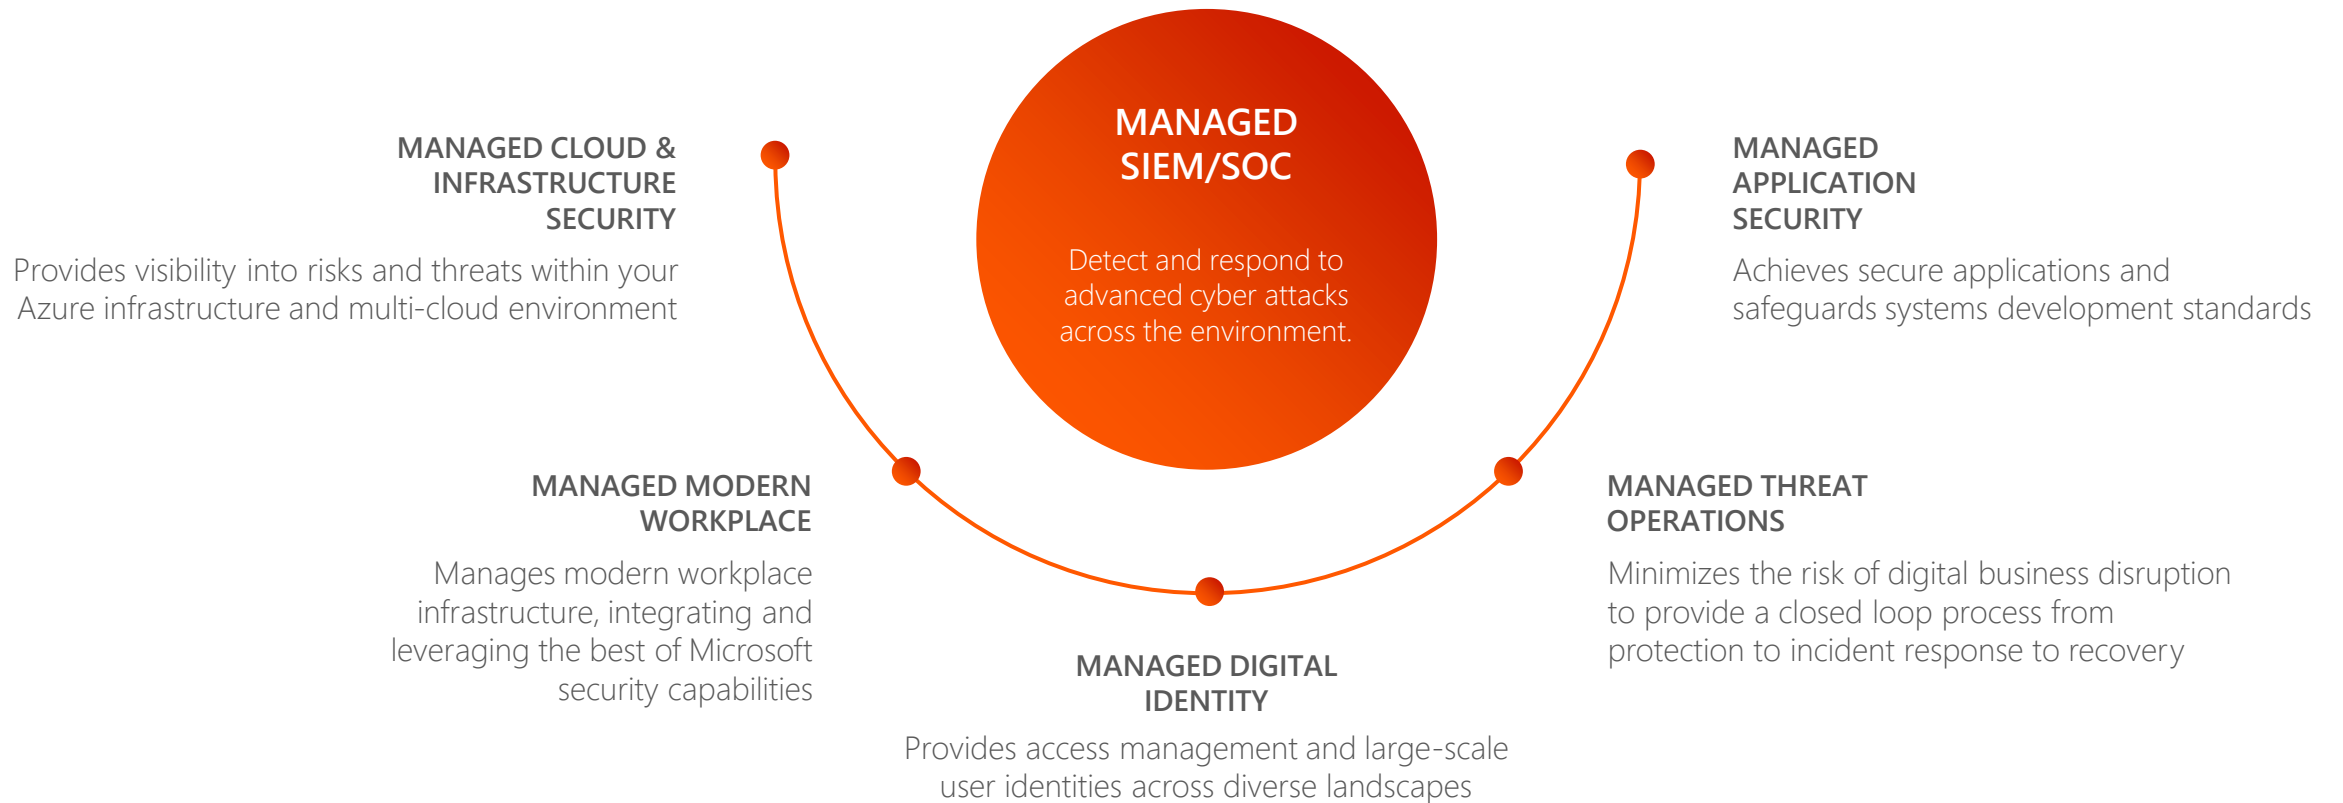 MANAGED
SIEM/SOC
Detect and respond to
advanced cyber attacks
across the environment.
MANAGED CLOUD &
INFRASTRUCTURE
SECURITY
Provides visibility into risks and threats within your
Azure infrastructure and multi-cloud environment
MANAGED MODERN
WORKPLACE
Manages modern workplace
infrastructure, integrating and
leveraging the best of Microsoft
security capabilities
MANAGED DIGITAL
IDENTITY
Provides access management and large-scale
user identities across diverse landscapes
MANAGED THREAT
OPERATIONS
Minimizes the risk of digital business disruption
to provide a closed loop process from
protection to incident response to recovery
MANAGED
APPLICATION
SECURITY
Achieves secure applications and
safeguards systems development standards